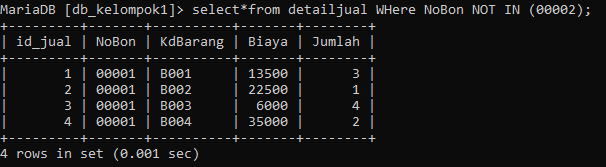 MariaDB [db_kelompok1]> select*from detailjual WHere NoBon NOT IN (00002);
+---------+-------+----------+-------+--------+
| id_jual | NoBon | KdBarang | Biaya | Jumlah |
+---------+-------+----------+-------+--------+
|       1 | 00001 | B001     | 13500 |      3 |
|       2 | 00001 | B002     | 22500 |      1 |
|       3 | 00001 | B003     |  6000 |      4 |
|       4 | 00001 | B004     | 35000 |      2 |
+---------+-------+----------+-------+--------+
4 rows in set (0.001 sec)